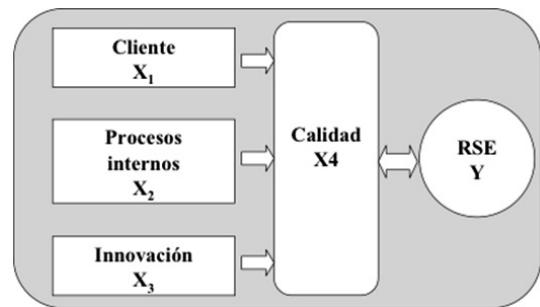 Cliente
X₁
Procesos
internos
X₂
Innovación
X₃
Calidad
X4
RSE
Y